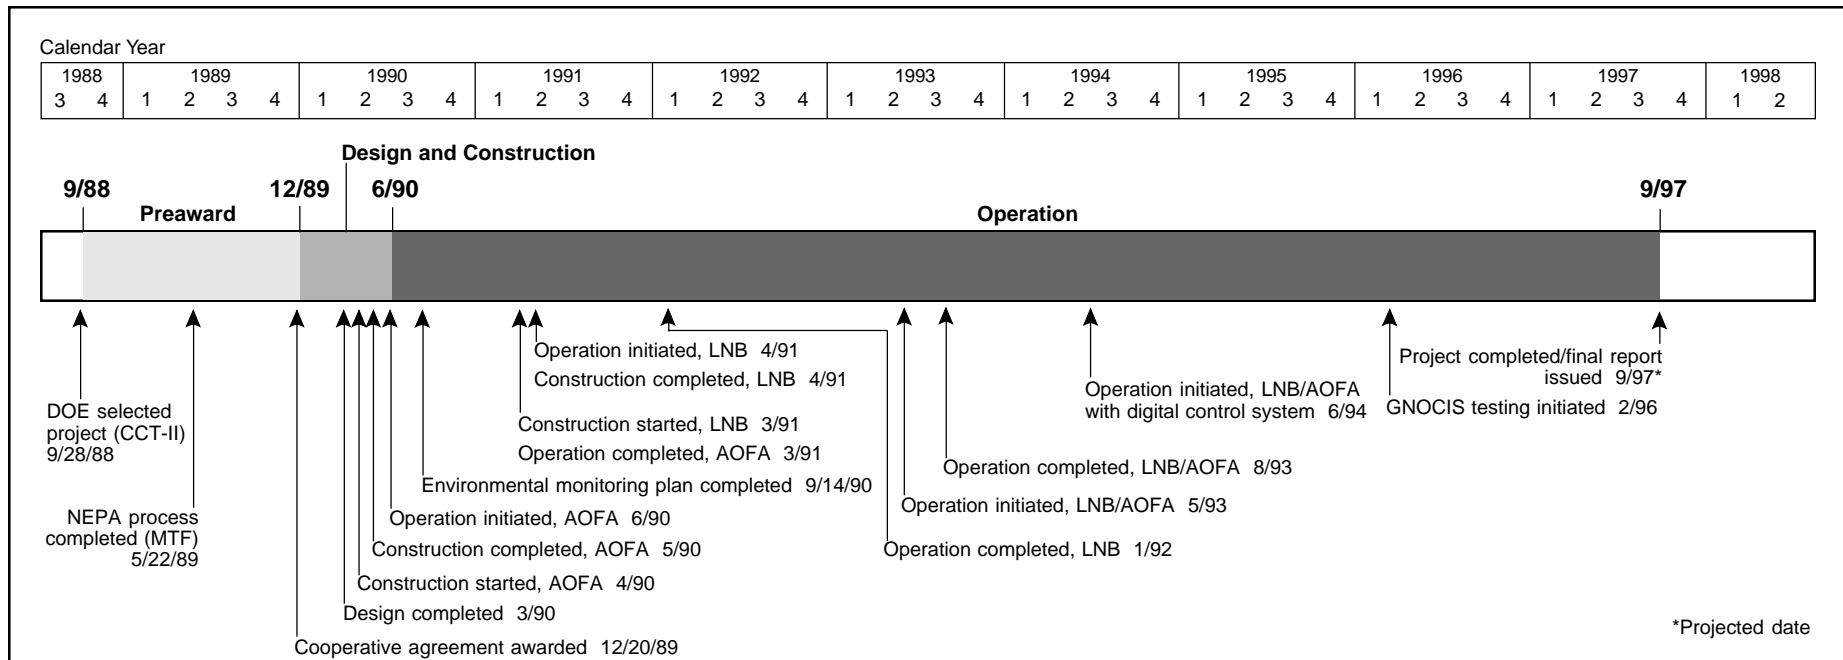 Calendar Year
1988 1989 1990 1991 1992 1993 1994 1995 1996 1997 1998
3 4 1 2 3 4 1 2 3 4 1 2 3 4 1 2 3 4 1 2 3 4 1 2 3 4 1 2 3 4 1 2 3 4 1 2 3 4 1 2
Design and Construction
9/88 12/89 6/90 9/97
Preaward Operation
Operation initiated, LNB 4/91
Construction completed, LNB 4/91
Construction started, LNB 3/91
Operation completed, AOFA 3/91
Environmental monitoring plan completed 9/14/90
Operation initiated, AOFA 6/90
Construction completed, AOFA 5/90
Construction started, AOFA 4/90
Design completed 3/90
Cooperative agreement awarded 12/20/89
DOE selected
project (CCT-II)
9/28/88
NEPA process
completed (MTF)
5/22/89
Operation completed, LNB 1/92
Operation initiated, LNB/AOFA 5/93
Operation completed, LNB/AOFA 8/93
Operation initiated, LNB/AOFA
with digital control system 6/94
GNOCIS testing initiated 2/96
Project completed/final report
issued 9/97*
*Projected date